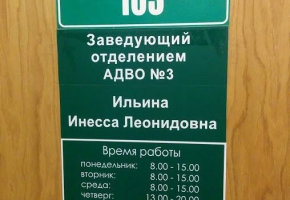 Заведующий
отделением
АДВО №3
Ильина
Инесса Леонидовна
Время работы
понедельник: 8.00 - 15.00
вторник: 8.00 - 15.00
среда: 8.00 - 15.00
четверг: 13.00 - 20.00